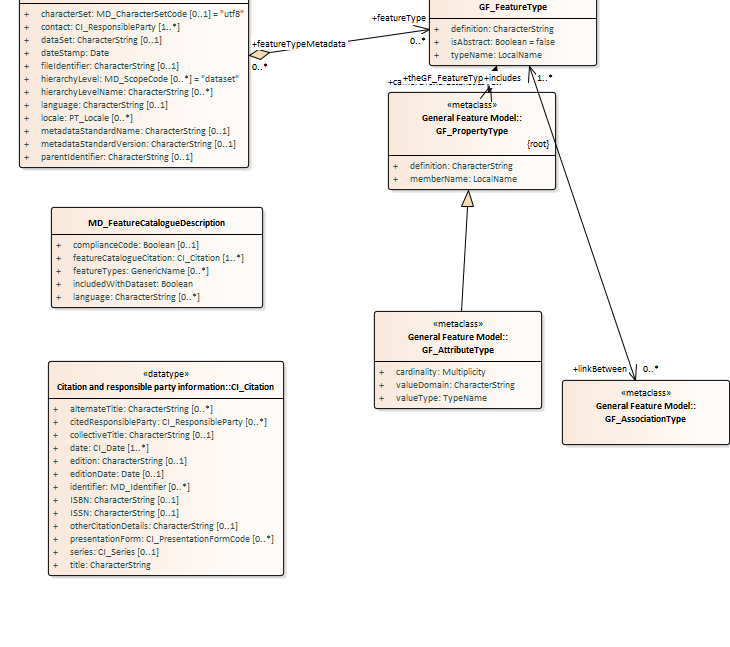 + characterSet: MD_CharacterSetCode [0..1] = "utf8"
+ contact: CI_ResponsibleParty [1..*]
+ dataSet: CharacterString [0..1]
+ dateStamp: Date
+ fileIdentifier: CharacterString [0..1]
+ hierarchyLevel: MD_ScopeCode [0..*] = "dataset"
+ hierarchyLevelName: CharacterString [0..*]
+ language: CharacterString [0..1]
+ locale: PT_Locale [0..*]
+ metadataStandardName: CharacterString [0..1]
+ metadataStandardVersion: CharacterString [0..1]
+ parentIdentifier: CharacterString [0..1]
+featureTypeMetadata
0..*
+featureType
0..*
GF_FeatureType
+ definition: CharacterString
+ isAbstract: Boolean = false
+ typeName: LocalName
+theGF_FeatureType
+includes
1..*
«metaclass»
General Feature Model::
GF_PropertyType
{root}
+ definition: CharacterString
+ memberName: LocalName
MD_FeatureCatalogueDescription
+ complianceCode: Boolean [0..1]
+ featureCatalogueCitation: CI_Citation [1..*]
+ featureTypes: GenericName [0..*]
+ includedWithDataset: Boolean
+ language: CharacterString [0..*]
«metaclass»
General Feature Model::
GF_AttributeType
+ cardinality: Multiplicity
+ valueDomain: CharacterString
+ valueType: TypeName
+linkBetween
0..*
«metaclass»
General Feature Model::
GF_AssociationType
«datatype»
Citation and responsible party information::CI_Citation
+ alternateTitle: CharacterString [0..*]
+ citedResponsibleParty: CI_ResponsibleParty [0..*]
+ collectiveTitle: CharacterString [0..1]
+ date: CI_Date [1..*]
+ edition: CharacterString [0..1]
+ editionDate: Date [0..1]
+ identifier: MD_Identifier [0..*]
+ ISBN: CharacterString [0..1]
+ ISSN: CharacterString [0..1]
+ otherCitationDetails: CharacterString [0..1]
+ presentationForm: CI_PresentationFormCode [0..*]
+ series: CI_Series [0..1]
+ title: CharacterString